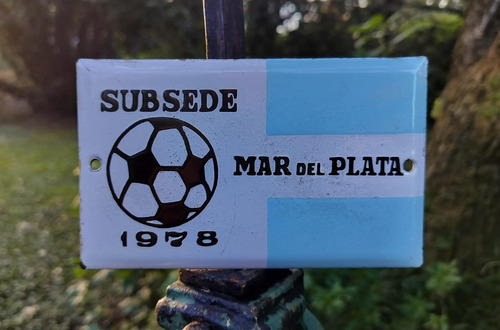 SUBSEDE
MAR DEL PLATA
1978